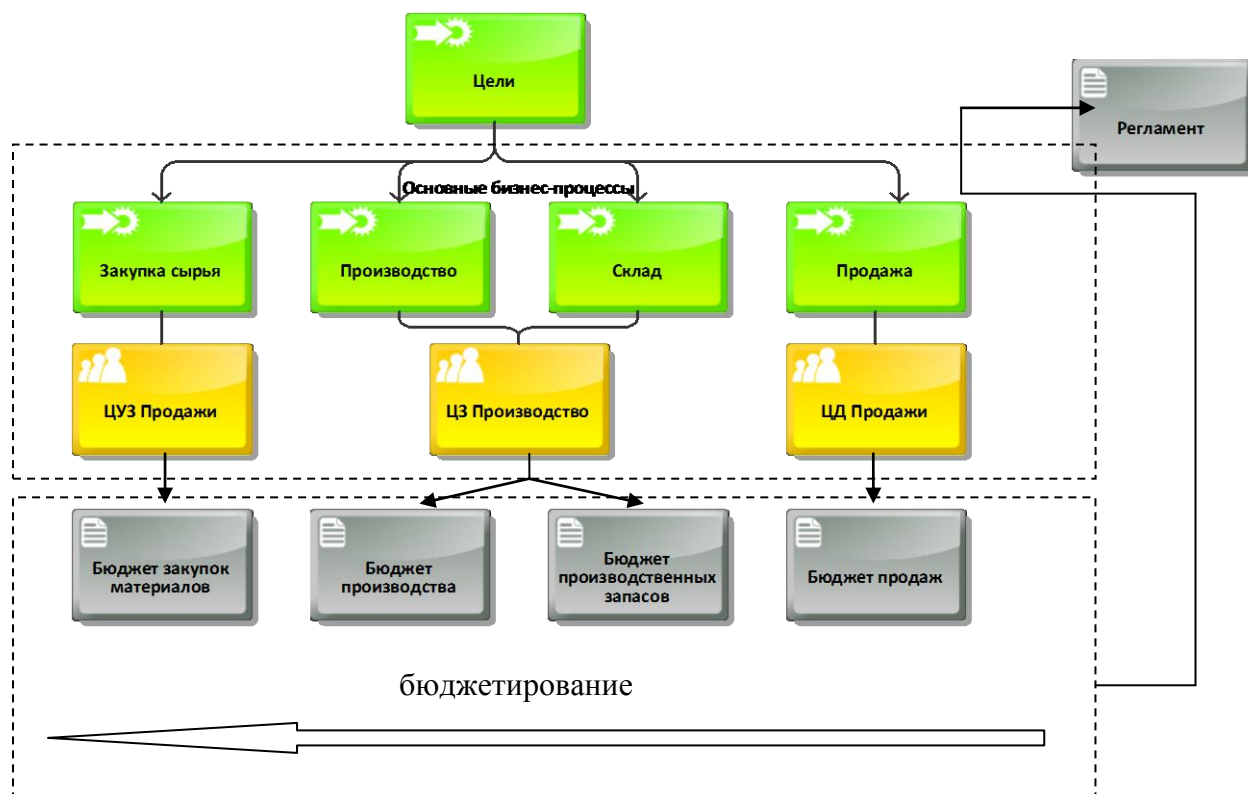 Цели
Регламент
Основные бизнес-процессы
Закупка сырья
Производство
Склад
Продажа
ЦУЗ Продажи
ЦЗ Производство
ЦД Продажи
Бюджет закупок
материалов
Бюджет
производства
Бюджет
производственных
запасов
Бюджет продаж
бюджетирование